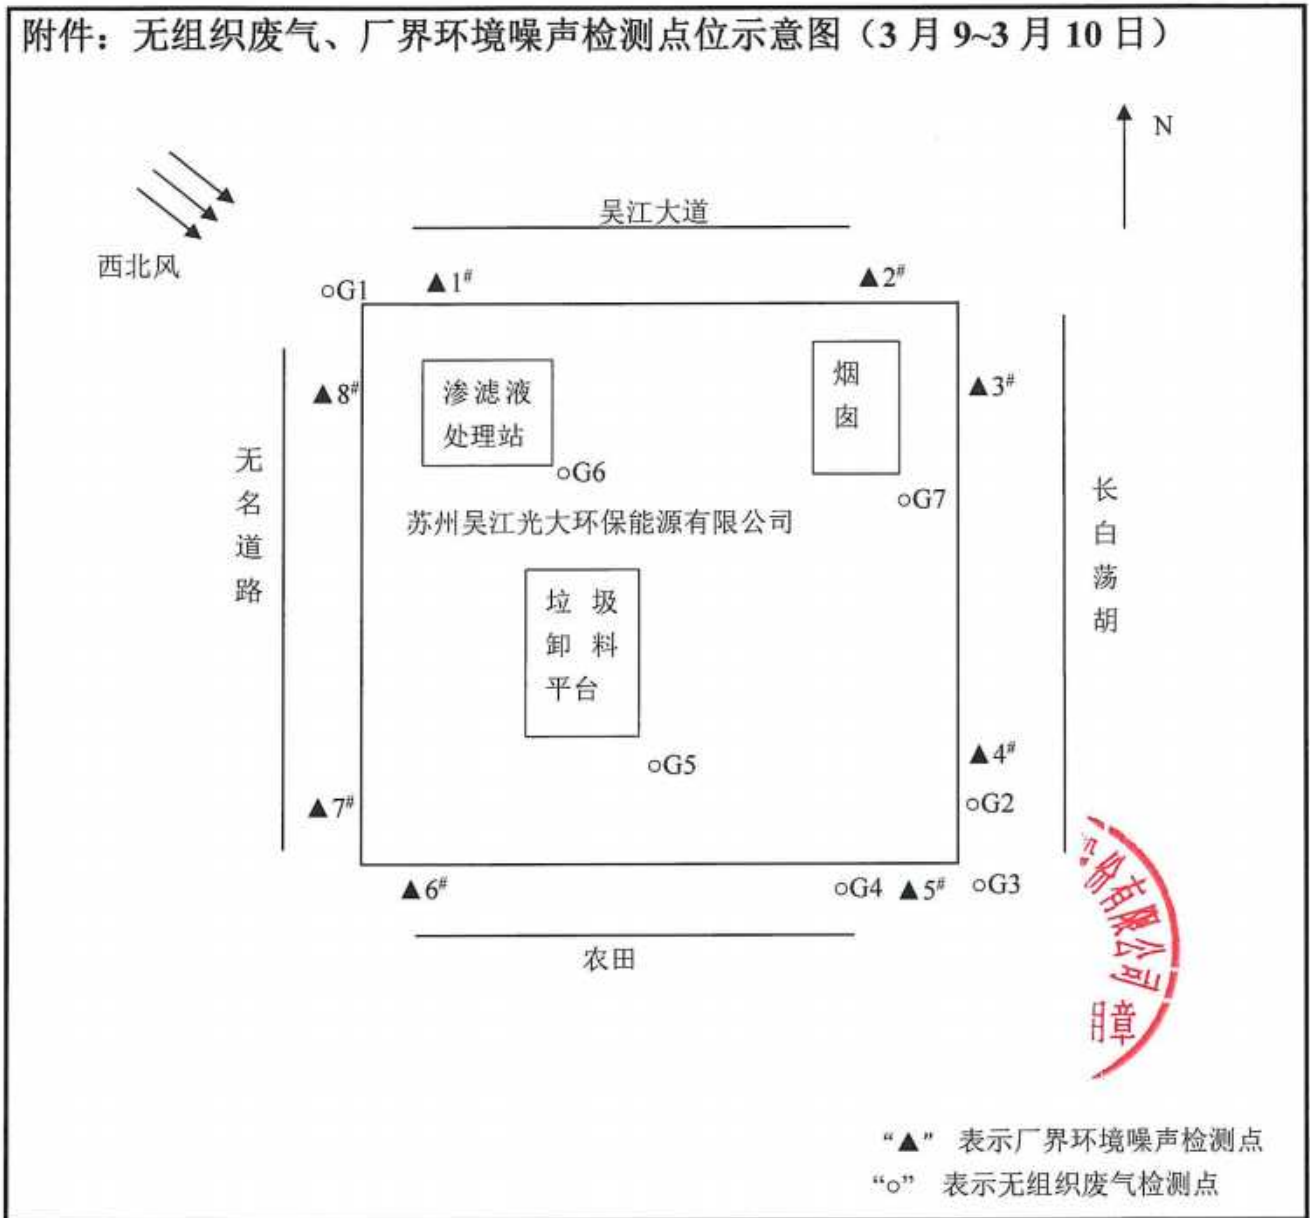 附件：无组织废气、厂界环境噪声检测点位示意图（3 月 9~3 月 10 日）
N
吴江大道
西北风
○G1
▲1#
▲2#
渗滤液
处理站
烟
囱
▲8#
▲3#
○G6
○G7
无
名
道
路
苏州吴江光大环保能源有限公司
长
白
荡
胡
垃 圾
卸 料
平台
○G5
▲4#
○G2
▲7#
▲6#
○G4
▲5#
○G3
农田
份有限公司
章
“▲” 表示厂界环境噪声检测点
“○” 表示无组织废气检测点